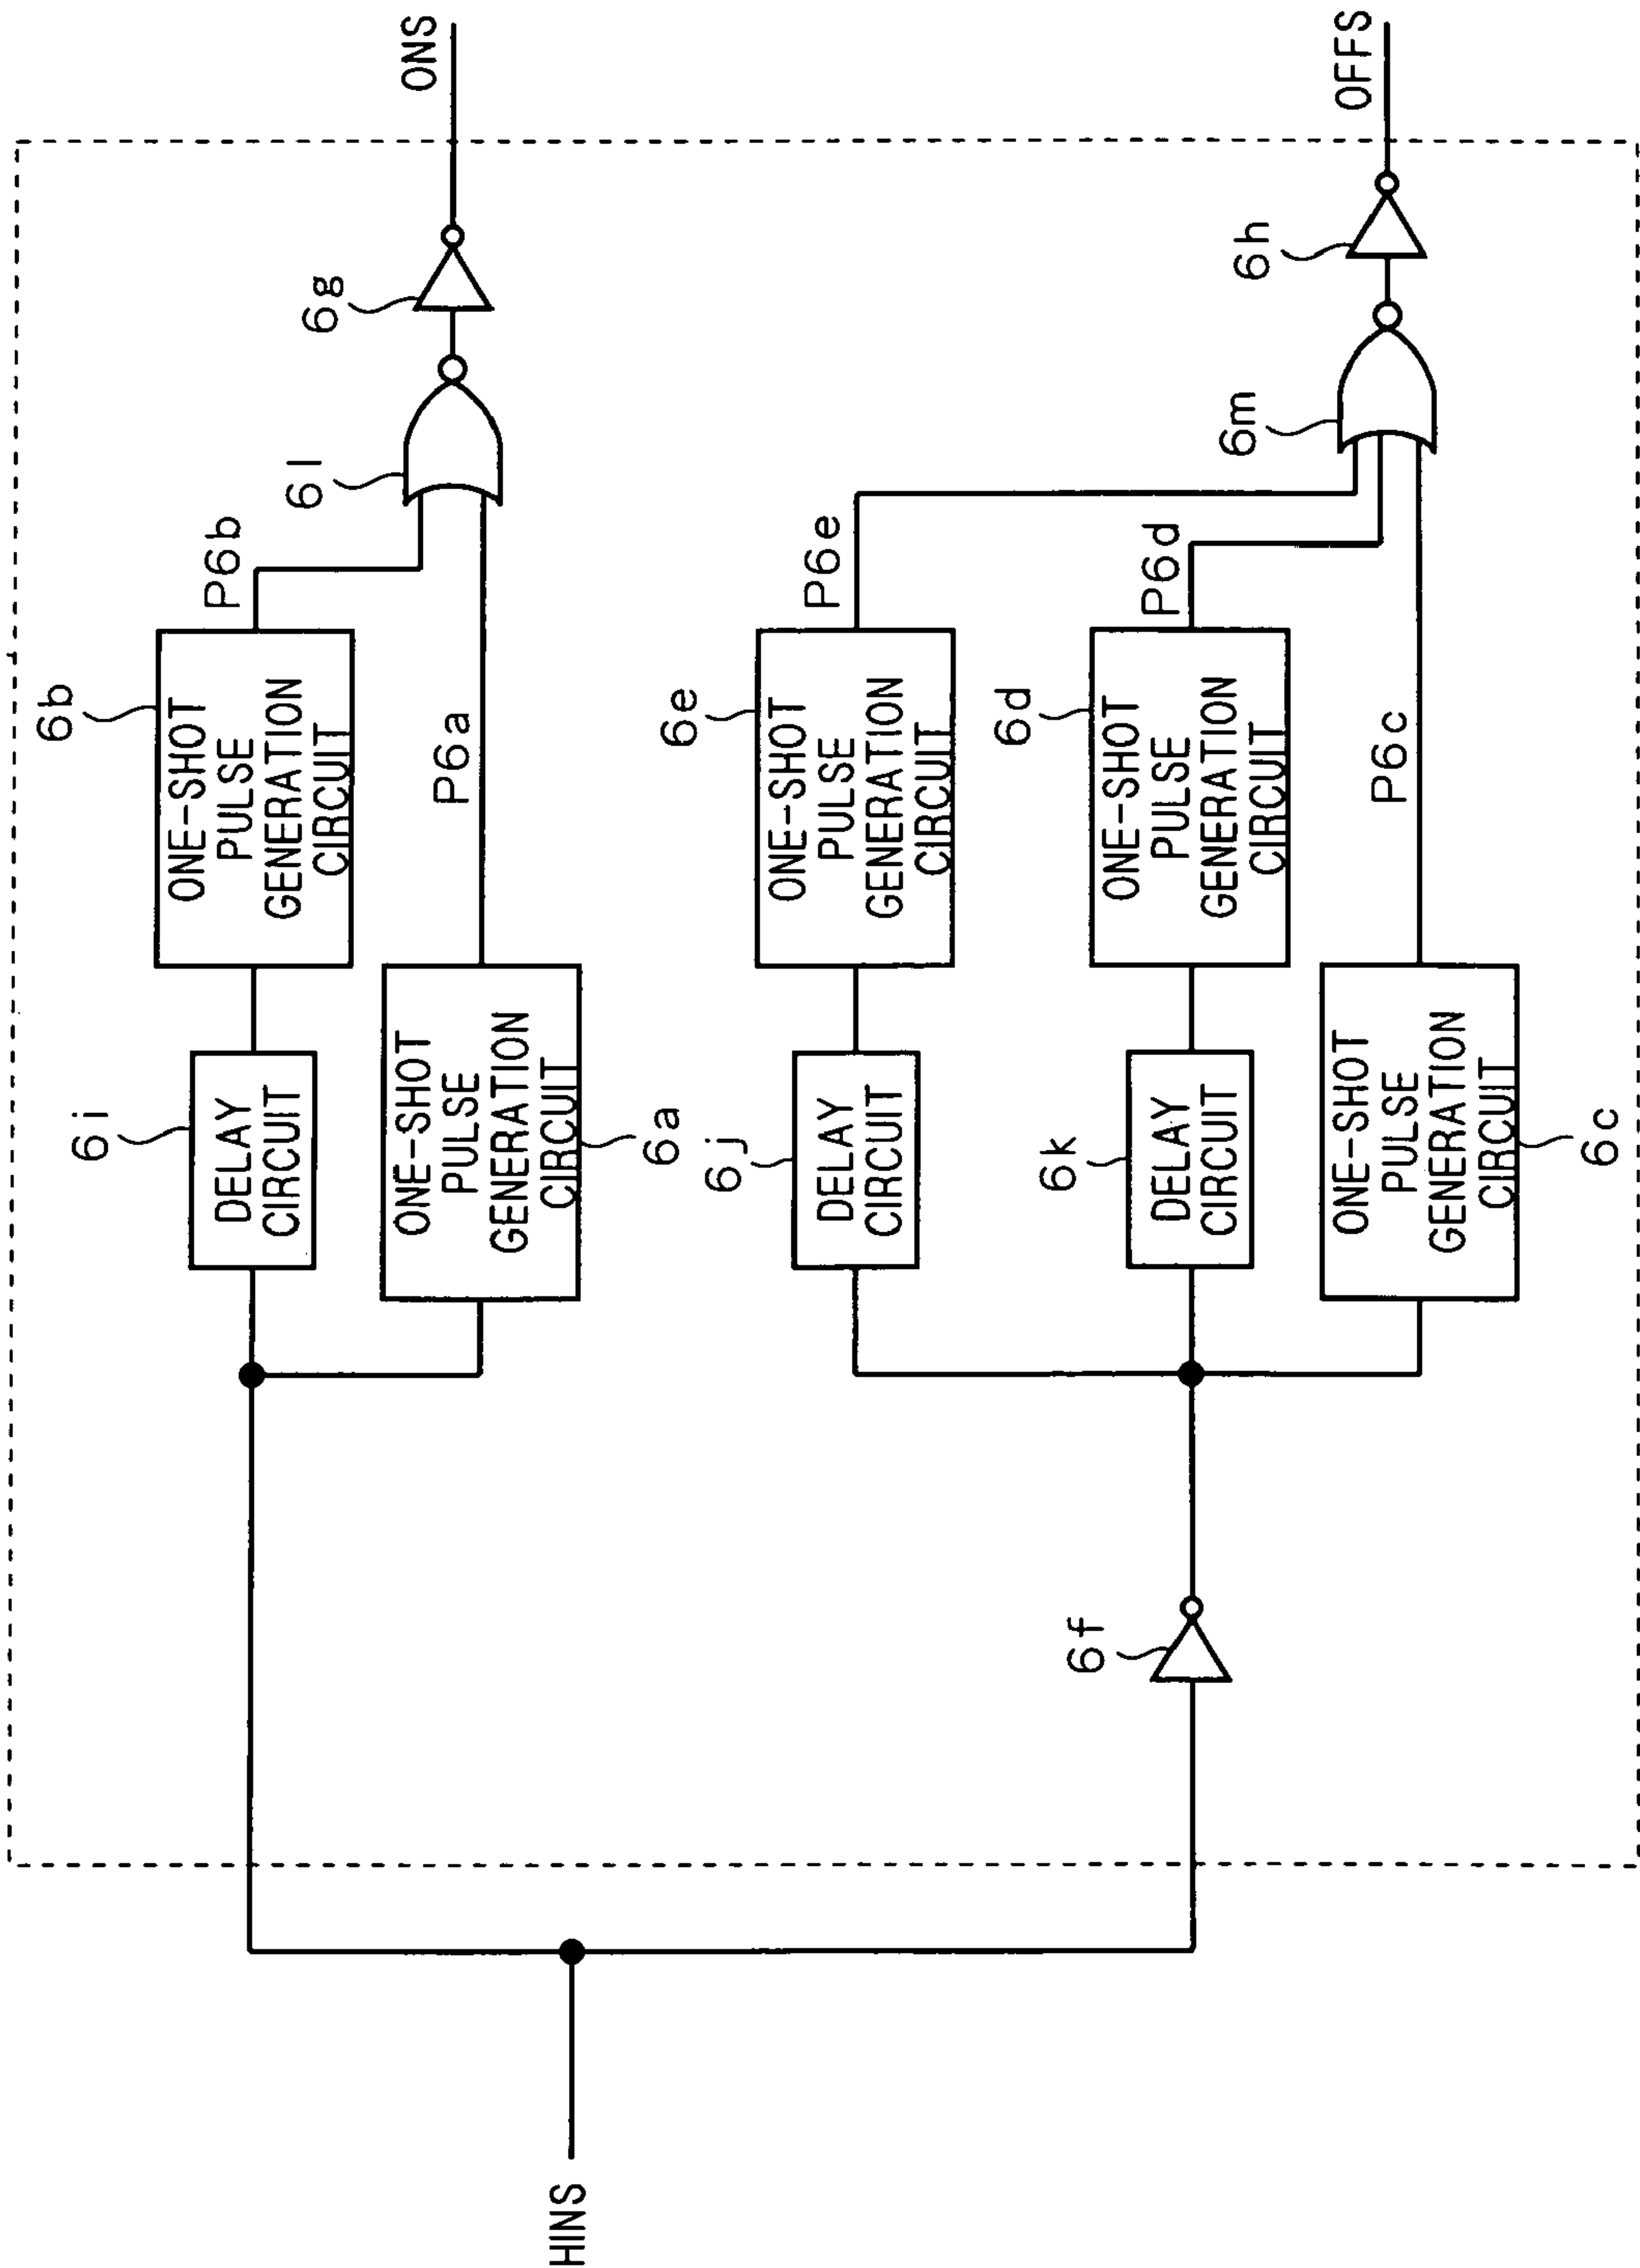 HINS
6i
DELAY
CIRCUIT
6b
ONE-SHOT
PULSE
GENERATION
CIRCUIT
P6b
6a
ONE-SHOT
PULSE
GENERATION
CIRCUIT
P6a
6l
6g
ONS
6f
6j
DELAY
CIRCUIT
6e
ONE-SHOT
PULSE
GENERATION
CIRCUIT
P6e
6k
DELAY
CIRCUIT
6d
ONE-SHOT
PULSE
GENERATION
CIRCUIT
P6d
6c
ONE-SHOT
PULSE
GENERATION
CIRCUIT
P6c
6m
6h
OFFS